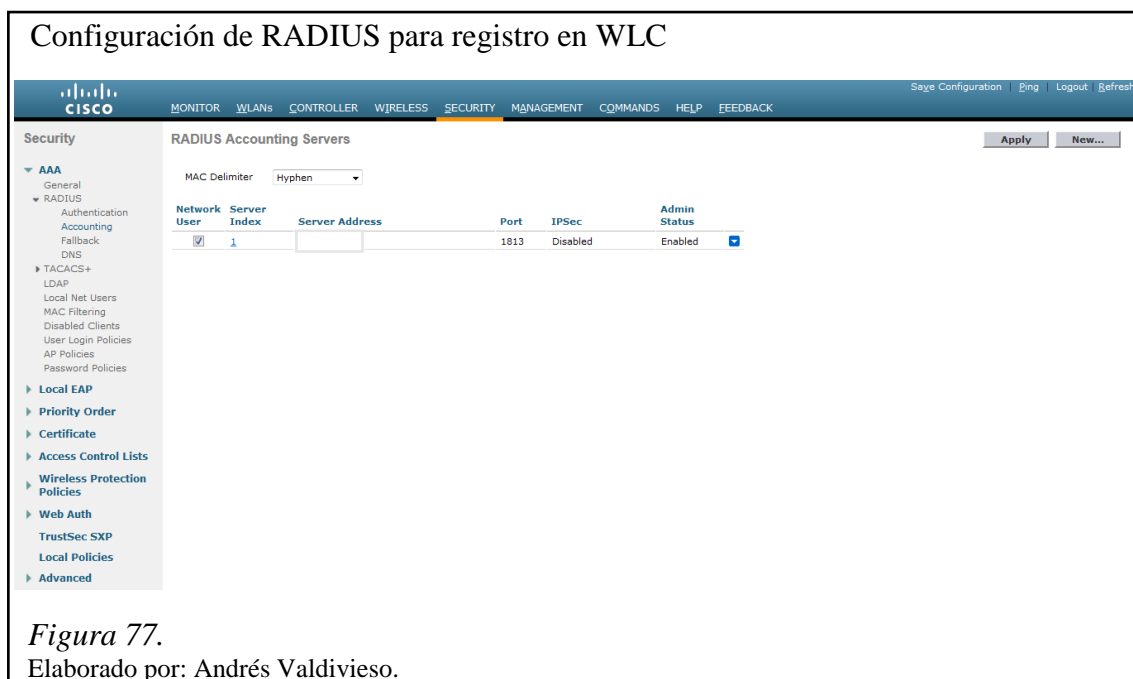 Configuración de RADIUS para registro en WLC
Save Configuration | Ping | Logout | Refresh
CISCO
MONITOR WLANs CONTROLLER WIRELESS SECURITY MANAGEMENT COMMANDS HELP FEEDBACK
Security
RADIUS Accounting Servers
Apply New...
AAA
General
RADIUS
Authentication
Accounting
Fallback
DNS
TACACS+
LDAP
Local Net Users
MAC Filtering
Disabled Clients
User Login Policies
AP Policies
Password Policies
Local EAP
Priority Order
Certificate
Access Control Lists
Wireless Protection
Policies
Web Auth
TrustSec SXP
Local Policies
Advanced
MAC Delimiter Hyphen
Network User Server Index Server Address Port IPSec Admin Status
1 1813 Disabled Enabled
Figura 77.
Elaborado por: Andrés Valdivieso.